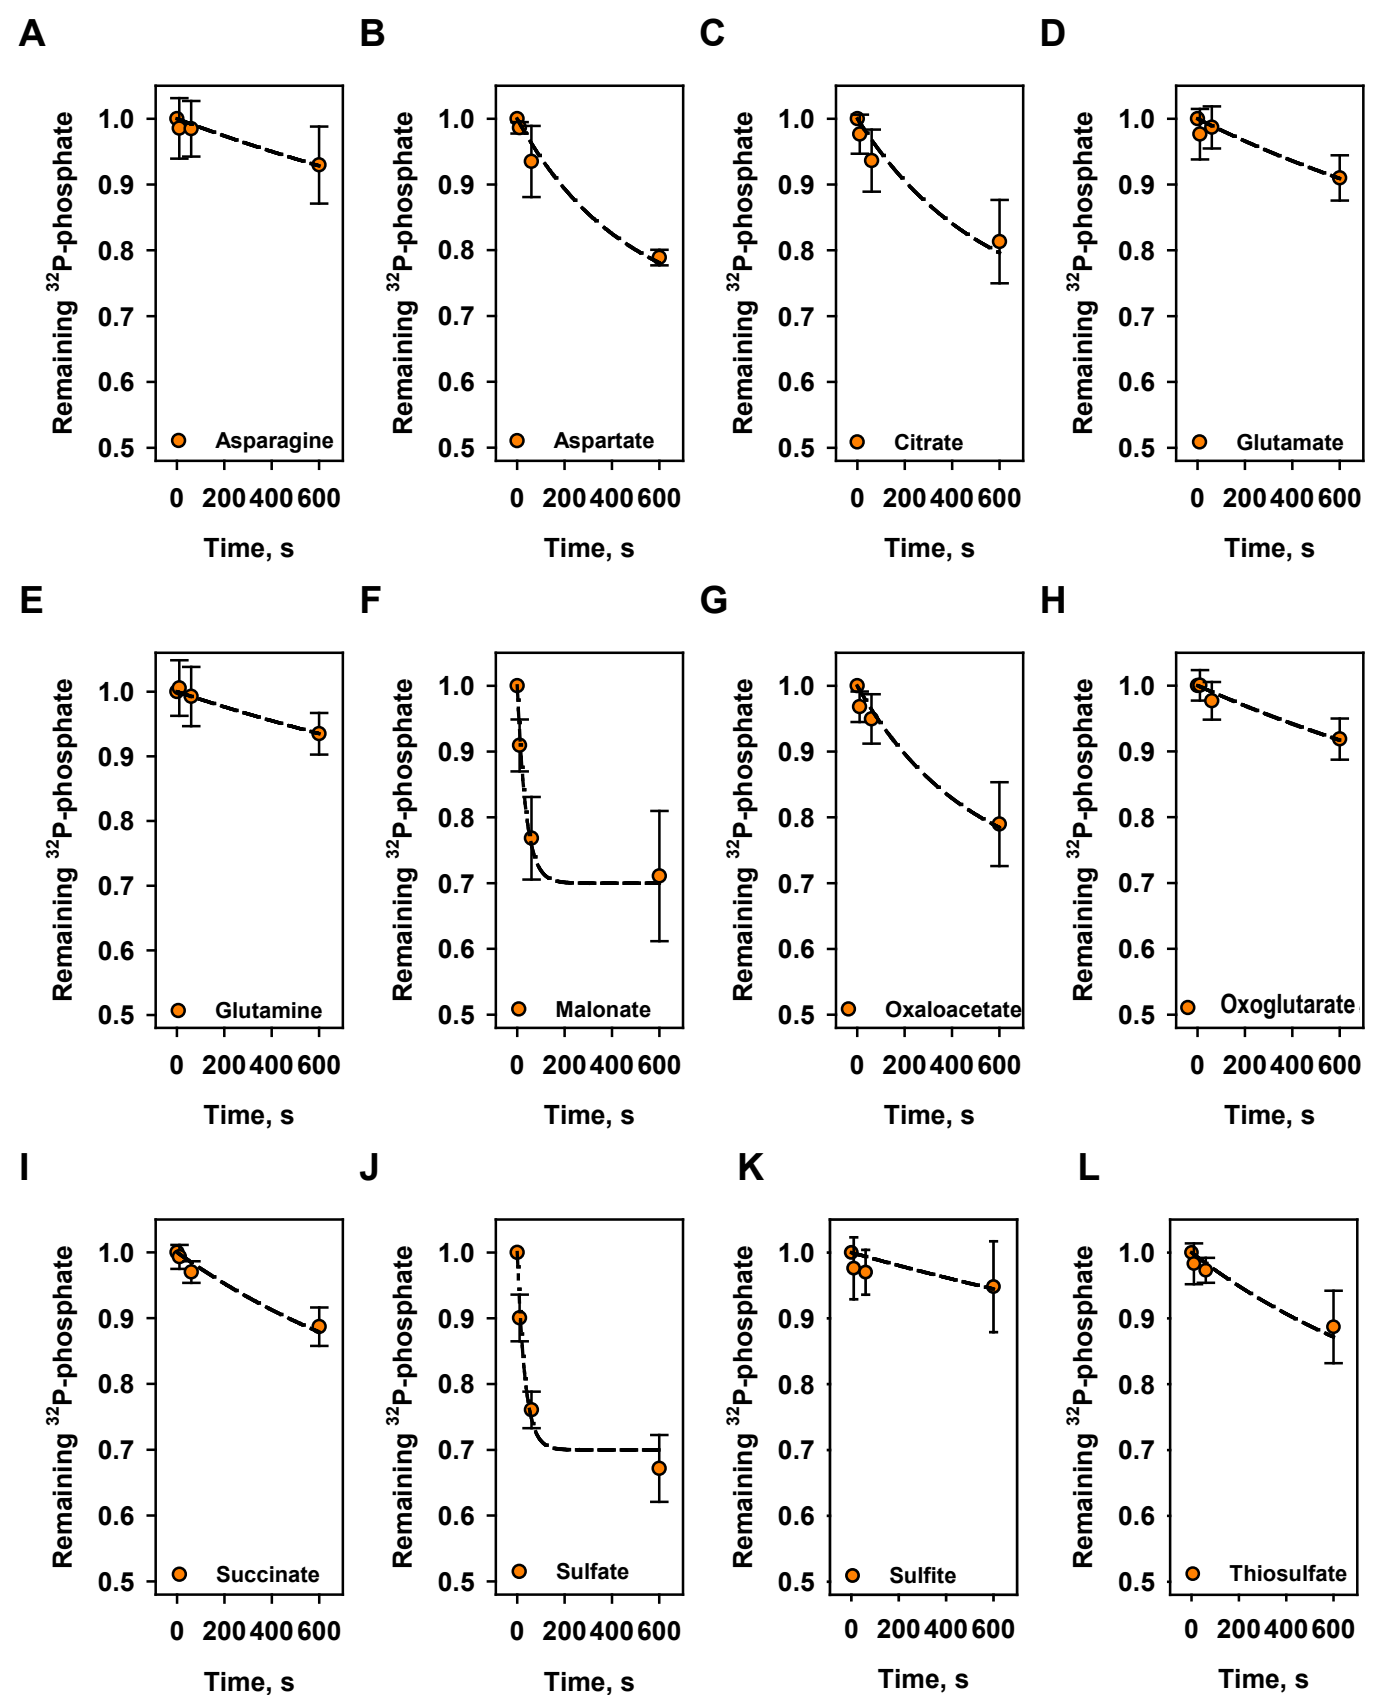 A
B
C
D
Remaining ³²P-phosphate
1.0
0.9
0.8
0.7
0.6
0.5
Asparagine
0 200 400 600
Time, s
Remaining ³²P-phosphate
1.0
0.9
0.8
0.7
0.6
0.5
Aspartate
0 200 400 600
Time, s
Remaining ³²P-phosphate
1.0
0.9
0.8
0.7
0.6
0.5
Citrate
0 200 400 600
Time, s
Remaining ³²P-phosphate
1.0
0.9
0.8
0.7
0.6
0.5
Glutamate
0 200 400 600
Time, s
E
F
G
H
Remaining ³²P-phosphate
1.0
0.9
0.8
0.7
0.6
0.5
Glutamine
0 200 400 600
Time, s
Remaining ³²P-phosphate
1.0
0.9
0.8
0.7
0.6
0.5
Malonate
0 200 400 600
Time, s
Remaining ³²P-phosphate
1.0
0.9
0.8
0.7
0.6
0.5
Oxaloacetate
0 200 400 600
Time, s
Remaining ³²P-phosphate
1.0
0.9
0.8
0.7
0.6
0.5
Oxoglutarate
0 200 400 600
Time, s
I
J
K
L
Remaining ³²P-phosphate
1.0
0.9
0.8
0.7
0.6
0.5
Succinate
0 200 400 600
Time, s
Remaining ³²P-phosphate
1.0
0.9
0.8
0.7
0.6
0.5
Sulfate
0 200 400 600
Time, s
Remaining ³²P-phosphate
1.0
0.9
0.8
0.7
0.6
0.5
Sulfite
0 200 400 600
Time, s
Remaining ³²P-phosphate
1.0
0.9
0.8
0.7
0.6
0.5
Thiosulfate
0 200 400 600
Time, s